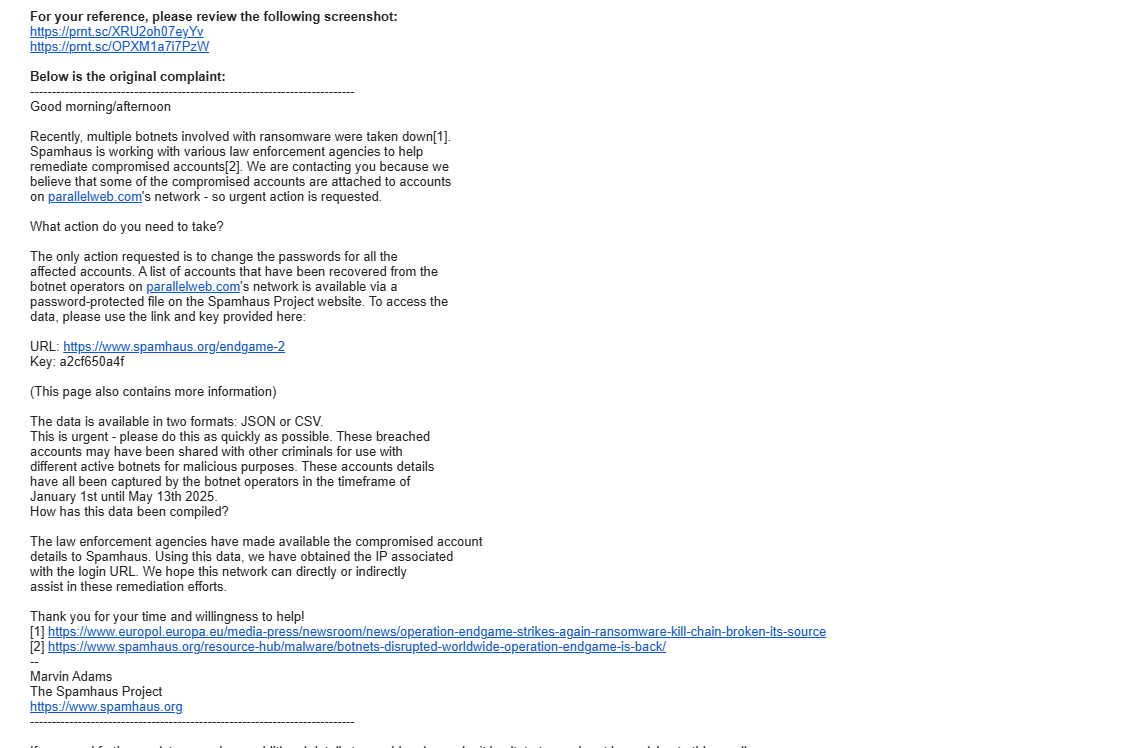 For your reference, please review the following screenshot:
https://prnt.sc/XRU2oh07eyYv
https://prnt.sc/OPXM1a7i7PzW
Below is the original complaint:
-------------------------------------------------------------------------------
Good morning/afternoon
Recently, multiple botnets involved with ransomware were taken down[1].
Spamhaus is working with various law enforcement agencies to help
remediate compromised accounts[2]. We are contacting you because we
believe that some of the compromised accounts are attached to accounts
on parallelweb.com's network - so urgent action is requested.
What action do you need to take?
The only action requested is to change the passwords for all the
affected accounts. A list of accounts that have been recovered from the
botnet operators on parallelweb.com's network is available via a
password-protected file on the Spamhaus Project website. To access the
data, please use the link and key provided here:
URL: https://www.spamhaus.org/endgame-2
Key: a2cf650a4f
(This page also contains more information)
The data is available in two formats: JSON or CSV.
This is urgent - please do this as quickly as possible. These breached
accounts may have been shared with other criminals for use with
different active botnets for malicious purposes. These accounts details
have all been captured by the botnet operators in the timeframe of
January 1st until May 13th 2025.
How has this data been compiled?
The law enforcement agencies have made available the compromised account
details to Spamhaus. Using this data, we have obtained the IP associated
with the login URL. We hope this network can directly or indirectly
assist in these remediation efforts.
Thank you for your time and willingness to help!
[1] https://www.europol.europa.eu/media-press/newsroom/news/operation-endgame-strikes-again-ransomware-kill-chain-broken-its-source
[2] https://www.spamhaus.org/resource-hub/malware/botnets-disrupted-worldwide-operation-endgame-is-back/
--
Marvin Adams
The Spamhaus Project
https://www.spamhaus.org
-------------------------------------------------------------------------------